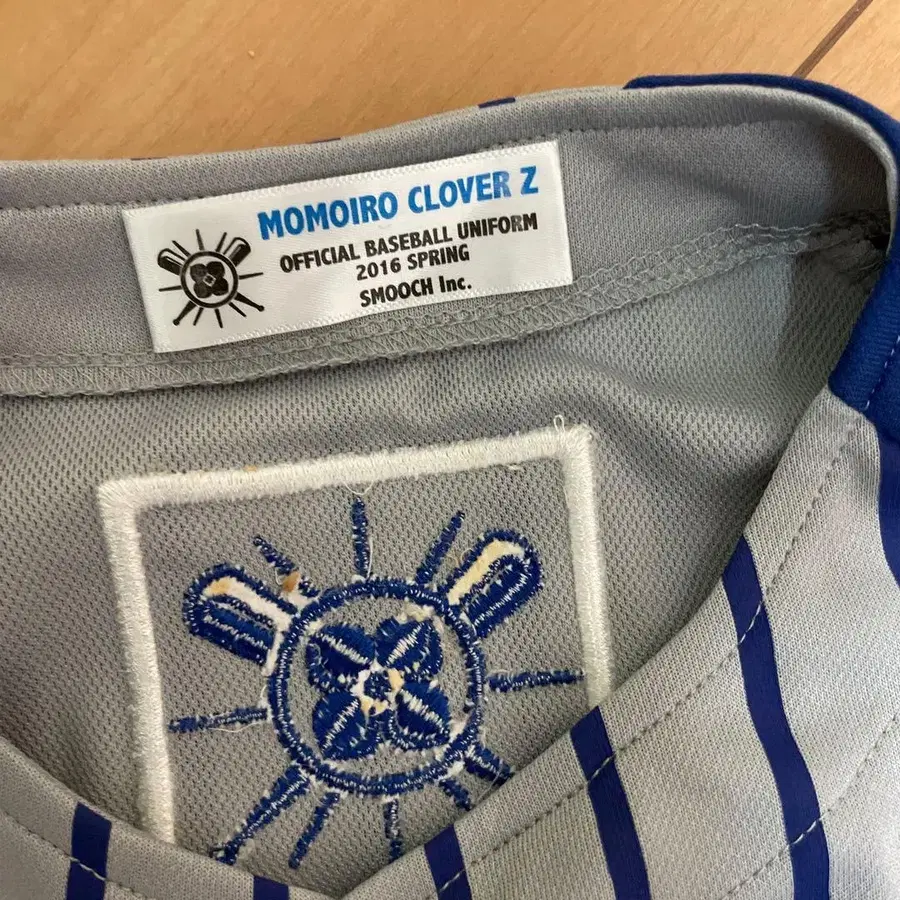 MOMOIRO CLOVER Z
OFFICIAL BASEBALL UNIFORM
2016 SPRING
SMOOCH Inc.